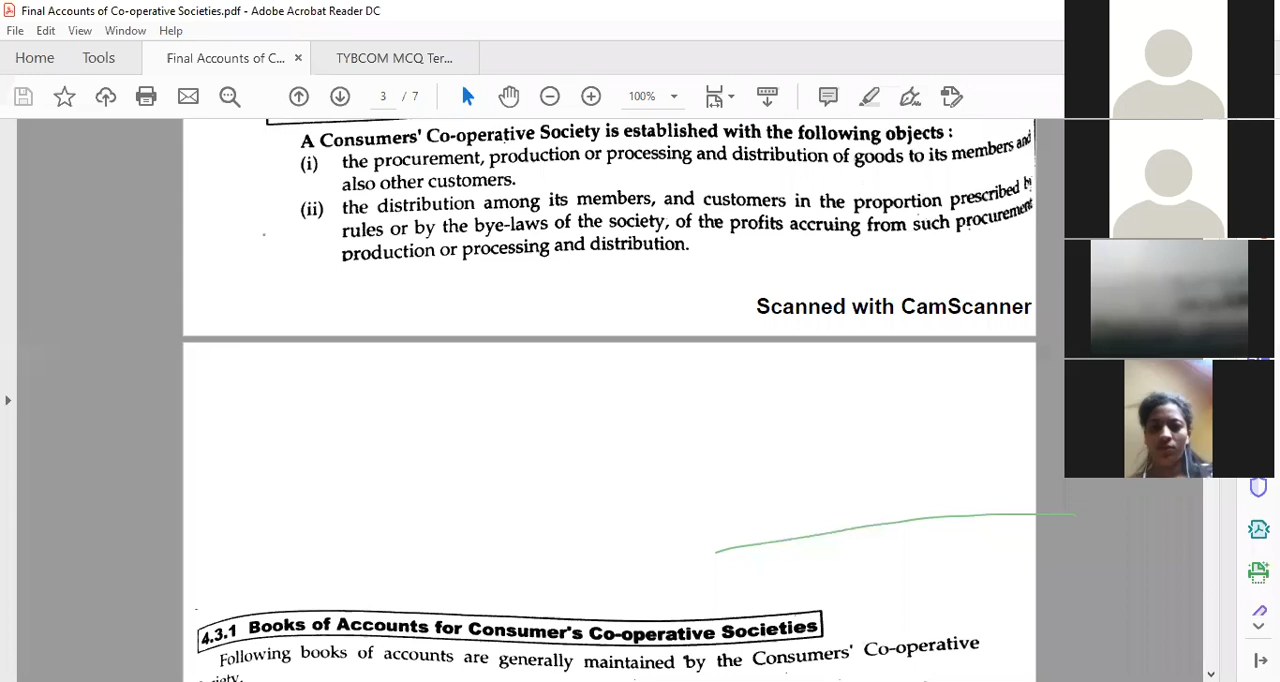 Final Accounts of Co-operative Societies.pdf - Adobe Acrobat Reader DC
File Edit View Window Help
Home Tools Final Accounts of C... × TYBCOM MCQ Ter...
3 / 7 100%
A Consumers' Co-operative Society is established with the following objects :
(i) the procurement, production or processing and distribution of goods to its members and
also other customers.
(ii) the distribution among its members, and customers in the proportion prescribed by
rules or by the bye-laws of the society, of the profits accruing from such procurement
production or processing and distribution.
Scanned with CamScanner
4.3.1 Books of Accounts for Consumer's Co-operative Societies
Following books of accounts are generally maintained by the Consumers' Co-operative